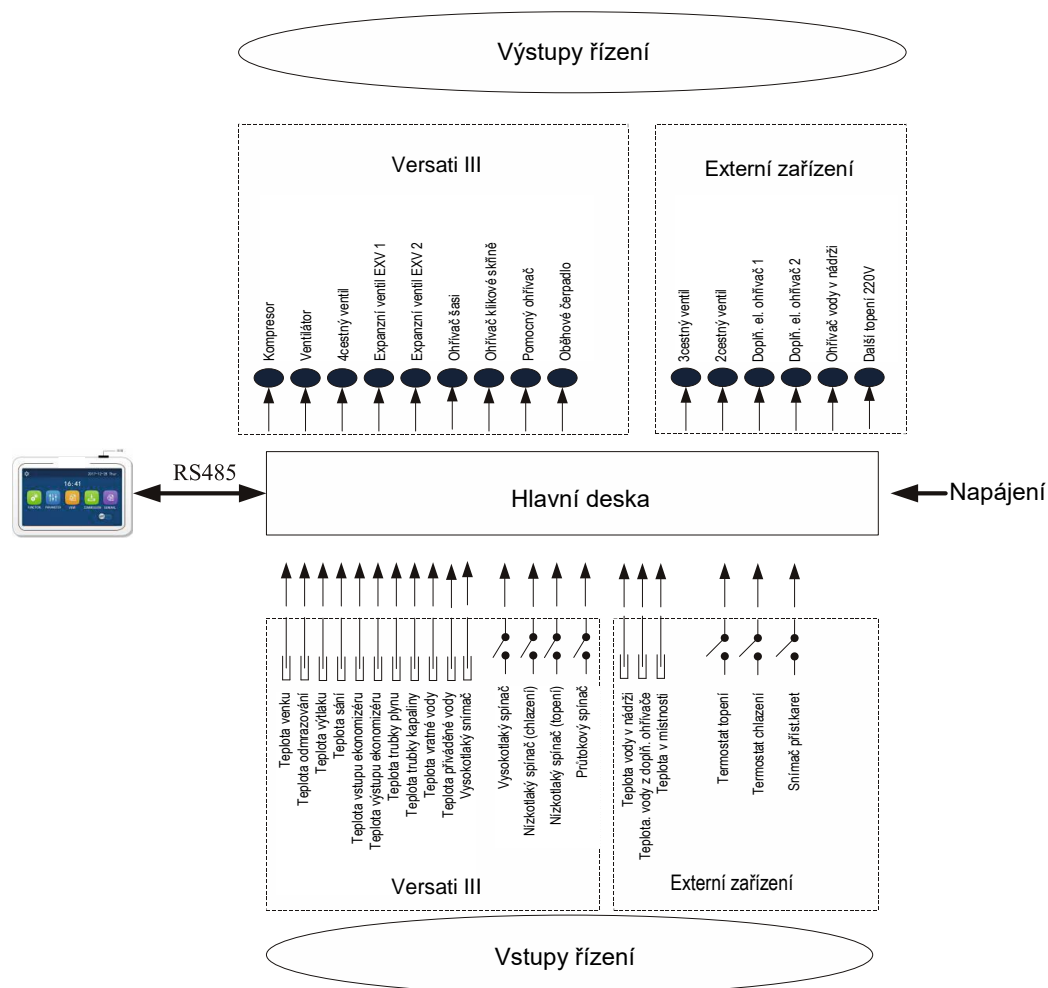 Výstupy řízení
Versati III
Externí zařízení
Kompresor
Ventilátor
4cestný ventil
Expanzní ventil EXV 1
Expanzní ventil EXV 2
Ohřívač šasi
Ohřívač klikové skříně
Pomocný ohřívač
Oběhové čerpadlo
3cestný ventil
2cestný ventil
Doplň. el. ohřívač 1
Doplň. el. ohřívač 2
Ohřívač vody v nádrži
Další topení 220V
16:41
RS485
Hlavní deska
Napájení
Teplota venku
Teplota odmrazování
Teplota výtlaku
Teplota sání
Teplota vstupu ekonomizéru
Teplota výstupu ekonomizéru
Teplota trubky plynu
Teplota trubky kapaliny
Teplota vratné vody
Teplota přiváděné vody
Vysokotlaký snímač
Vysokotlaký spínač
Nízkotlaký spínač (chlazení)
Nízkotlaký spínač (topení)
Průtokový spínač
Teplota vody v nádrži
Teplota. vody z doplň. ohřívače
Teplota v místnosti
Termostat topení
Termostat chlazení
Snímač příst.karet
Versati III
Externí zařízení
Vstupy řízení